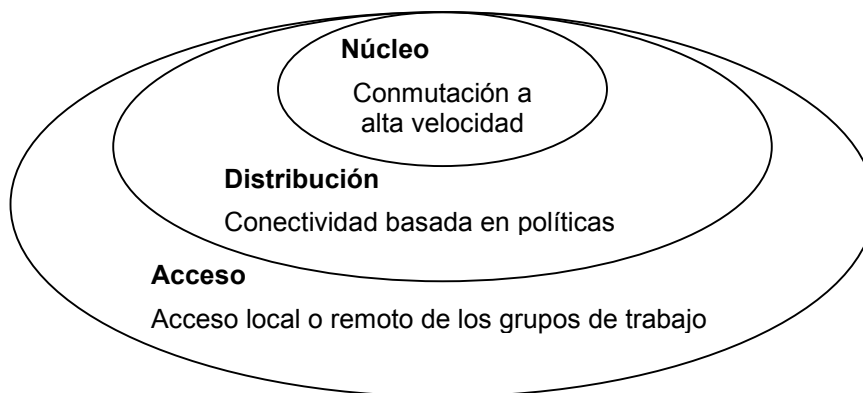 Núcleo
Conmutación a
alta velocidad
Distribución
Conectividad basada en políticas
Acceso
Acceso local o remoto de los grupos de trabajo